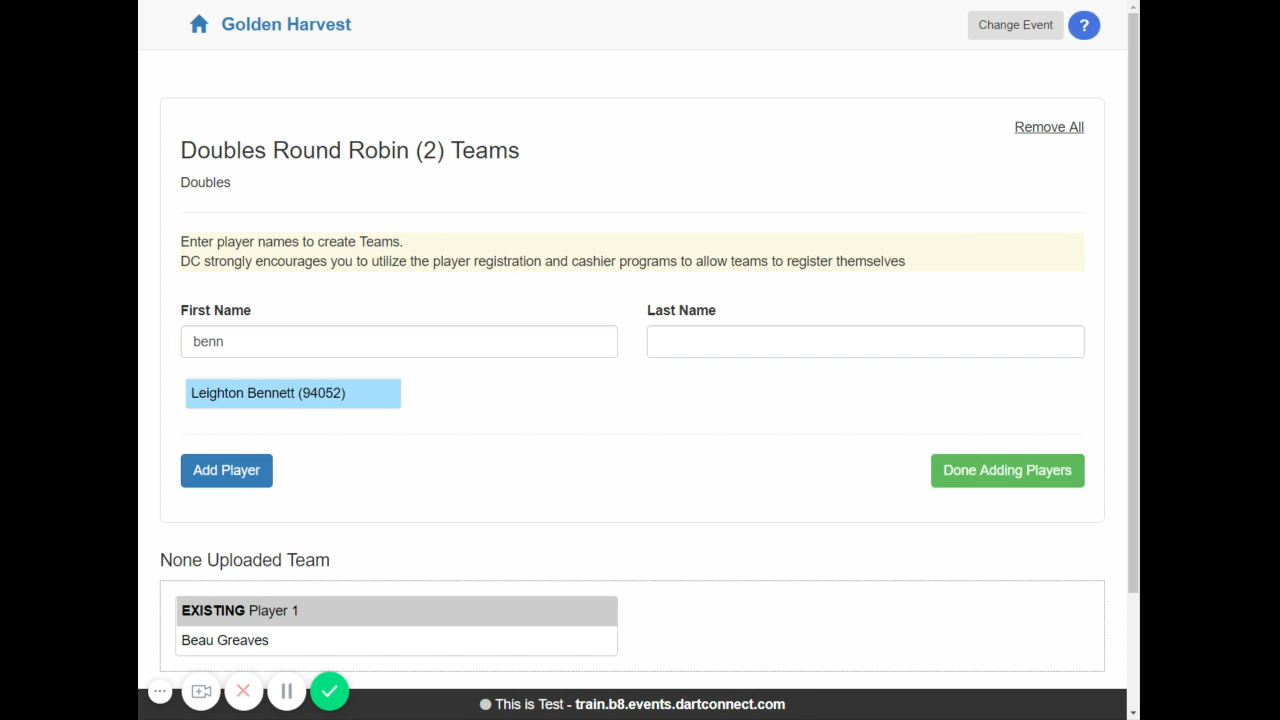 Golden Harvest
Change Event
?
Remove All
Doubles Round Robin (2) Teams
Doubles
Enter player names to create Teams.
DC strongly encourages you to utilize the player registration and cashier programs to allow teams to register themselves
First Name
Last Name
benn
Leighton Bennett (94052)
Add Player
Done Adding Players
None Uploaded Team
EXISTING Player 1
Beau Greaves
This is Test - train.b8.events.dartconnect.com